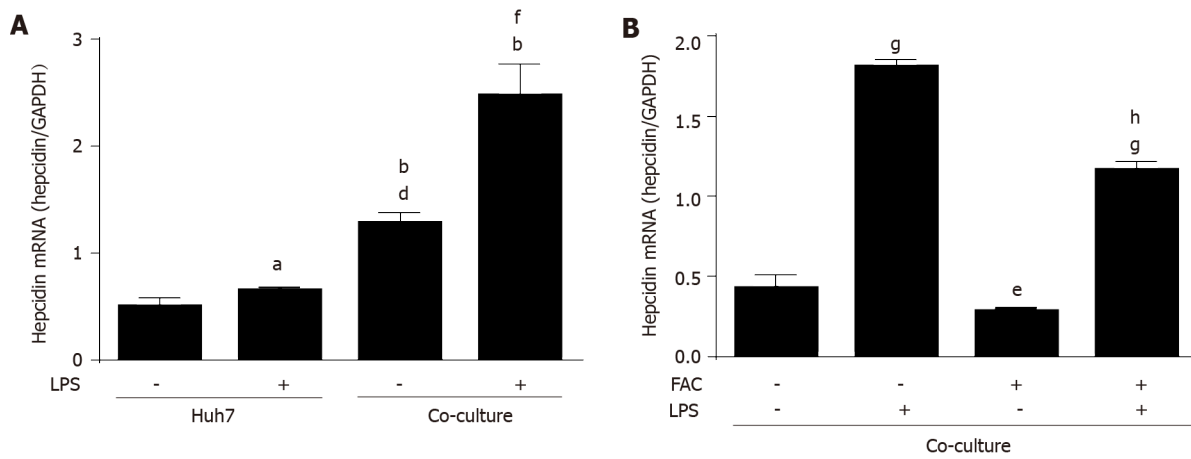 A
Hepcidin mRNA (hepcidin/GAPDH)
3
2
1
0
a
b
d
f
b
LPS - + - +
Huh7 Co-culture
B
Hepcidin mRNA (hepcidin/GAPDH)
2.0
1.5
1.0
0.5
0.0
g
e
h
g
FAC - - + +
LPS - + - +
Co-culture